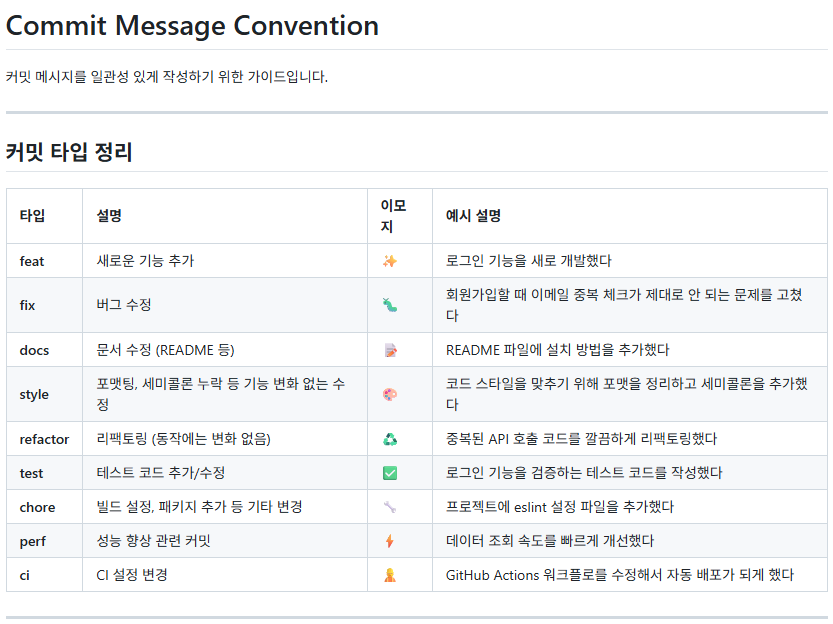 Commit Message Convention
커밋 메시지를 일관성 있게 작성하기 위한 가이드입니다.
커밋 타입 정리
타입 설명 이모지 예시 설명
feat 새로운 기능 추가 ✨ 로그인 기능을 새로 개발했다
fix 버그 수정 🐛 회원가입할 때 이메일 중복 체크가 제대로 안 되는 문제를 고쳤다
docs 문서 수정 (README 등) 📝 README 파일에 설치 방법을 추가했다
style 포맷팅, 세미콜론 누락 등 기능 변화 없는 수정 🎨 코드 스타일을 맞추기 위해 포맷을 정리하고 세미콜론을 추가했다
refactor 리팩토링 (동작에는 변화 없음) ♻️ 중복된 API 호출 코드를 깔끔하게 리팩토링했다
test 테스트 코드 추가/수정 ✅ 로그인 기능을 검증하는 테스트 코드를 작성했다
chore 빌드 설정, 패키지 추가 등 기타 변경 🔧 프로젝트에 eslint 설정 파일을 추가했다
perf 성능 향상 관련 커밋 ⚡ 데이터 조회 속도를 빠르게 개선했다
ci CI 설정 변경 👷 GitHub Actions 워크플로를 수정해서 자동 배포가 되게 했다